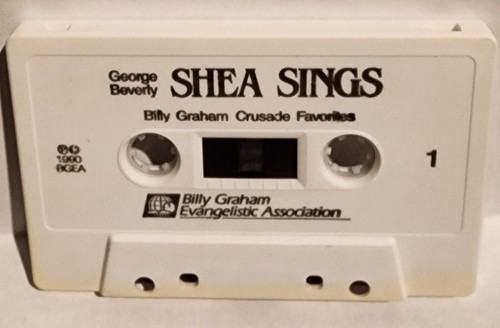 George
Beverly
SHEA SINGS
Billy Graham Crusade Favorites
℗©
1990
BGEA
1
Billy Graham
Evangelistic Association